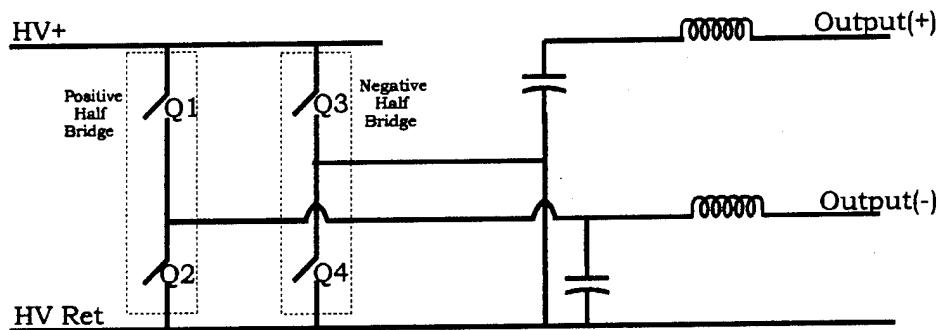 HV+
Output(+)
Positive
Half
Bridge
Q1
Q3
Negative
Half
Bridge
Output(-)
Q2
Q4
HV Ret